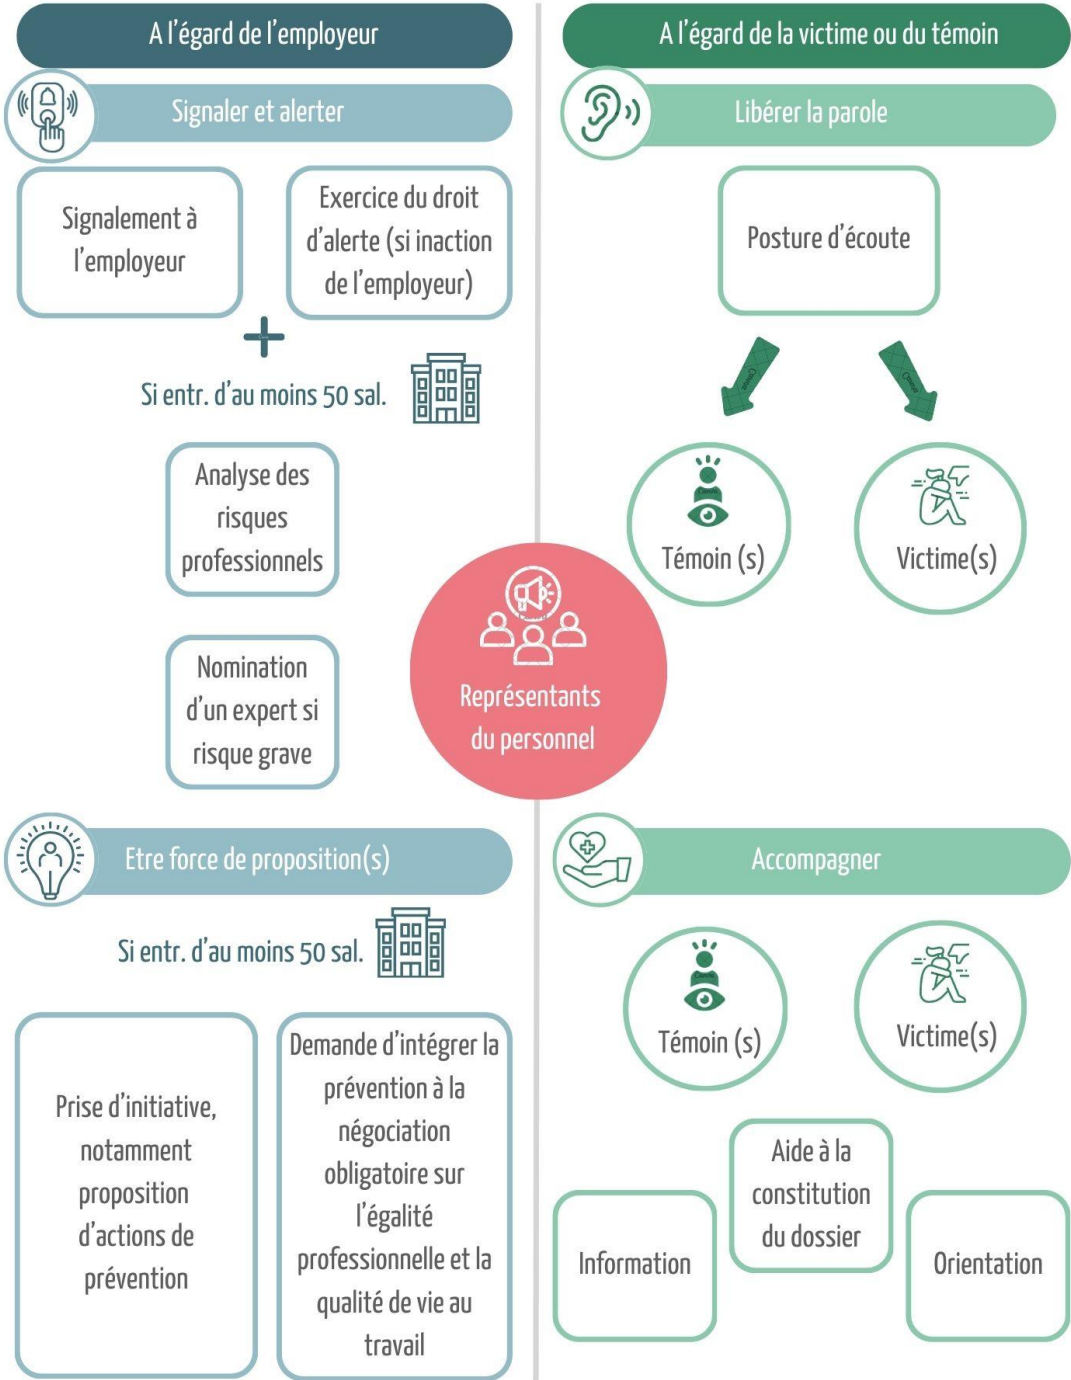 A l'égard de l'employeur
Signaler et alerter
Signalement à
l'employeur
Exercice du droit
d'alerte (si inaction
de l'employeur)
+
Si entr. d'au moins 50 sal.
Analyse des
risques
professionnels
Nomination
d'un expert si
risque grave
Etre force de proposition(s)
Si entr. d'au moins 50 sal.
Prise d'initiative,
notamment
proposition
d'actions de
prévention
Demande d'intégrer la
prévention à la
négociation
obligatoire sur
l'égalité
professionnelle et la
qualité de vie au
travail
Représentants
du personnel
A l'égard de la victime ou du témoin
Libérer la parole
Posture d'écoute
Témoin (s)
Victime(s)
Accompagner
Témoin (s)
Victime(s)
Information
Aide à la
constitution
du dossier
Orientation